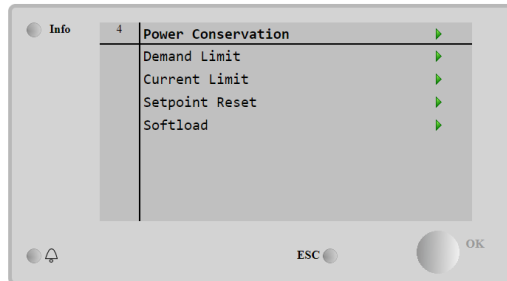 Info
4 Power Conservation
Demand Limit
Current Limit
Setpoint Reset
Softload
ESC
OK